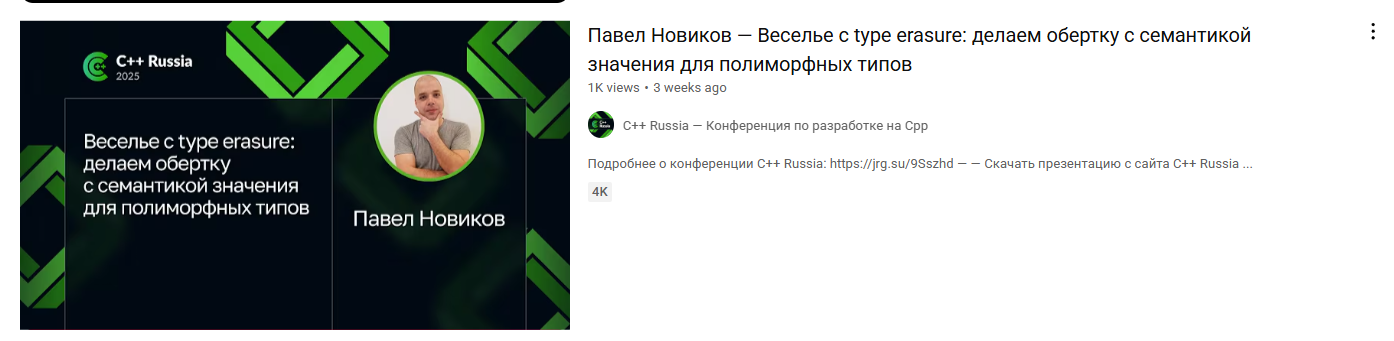 C++ Russia
2025
Веселье с type erasure:
делаем обертку
с семантикой значения
для полиморфных типов
Павел Новиков
Павел Новиков — Веселье с type erasure: делаем обертку с семантикой
значения для полиморфных типов
1K views • 3 weeks ago
C++ Russia — Конференция по разработке на Cpp
Подробнее о конференции C++ Russia: https://jrg.su/9Sszhd — — Скачать презентацию с сайта C++ Russia ...
4K